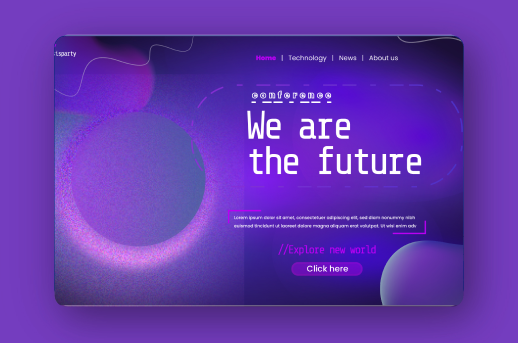 Home | Technology | News | About us
conference
We are
the future
Lorem ipsum dolor sit amet, consectetuer adipiscing elit, sed diam nonummy nibh
euismod tincidunt ut laoreet dolore magna aliquam erat volutpat. Ut wisi enim adv
//Explore new world
Click here